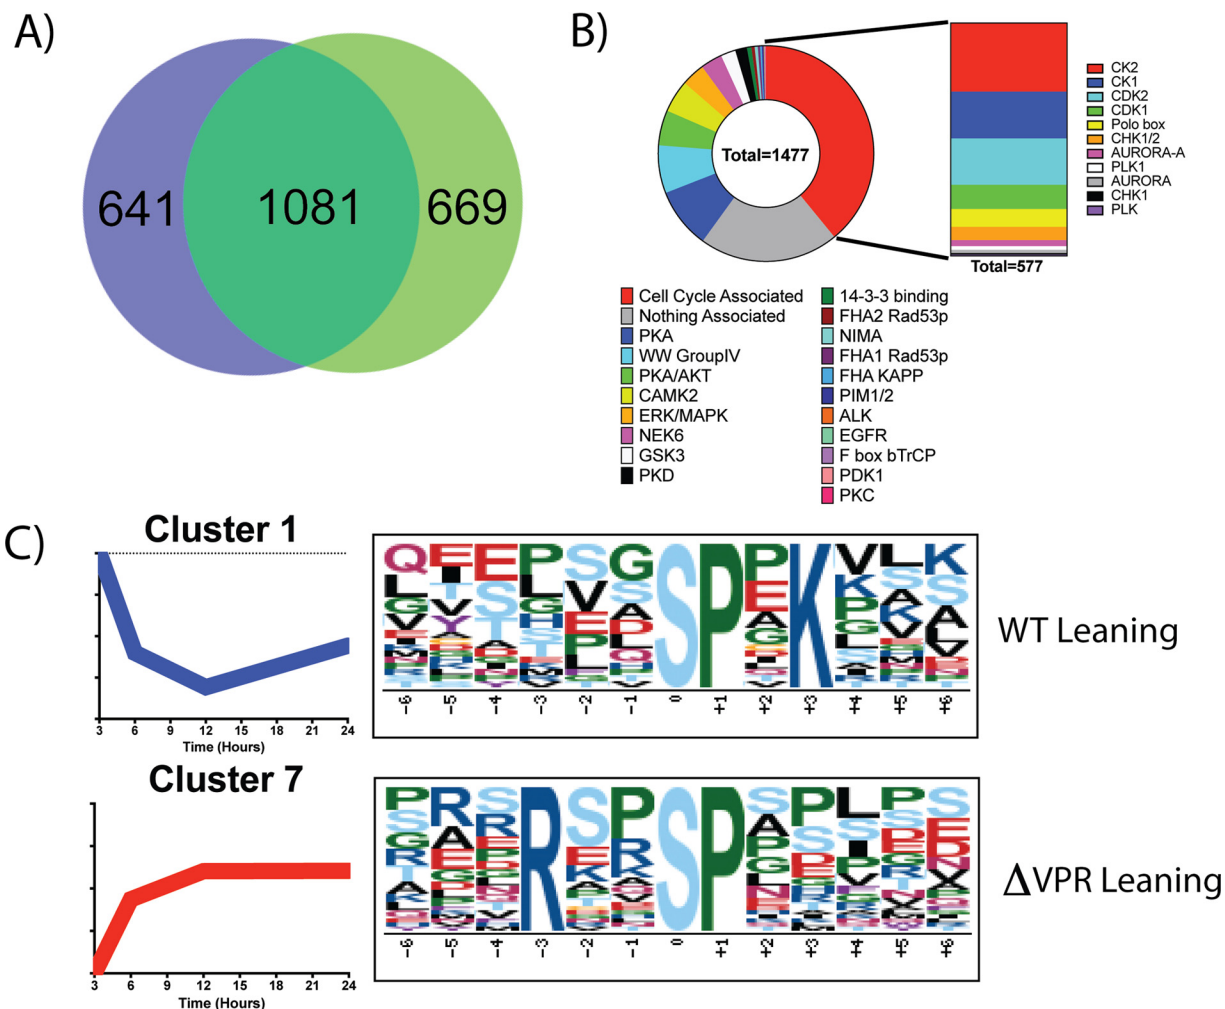 A)
641
1081
669
B)
Total=1477
Total=577
CK2
CK1
CDK2
CDK1
Polo box
CHK1/2
AURORA-A
PLK1
AURORA
CHK1
PLK
Cell Cycle Associated
Nothing Associated
PKA
WW GroupIV
PKA/AKT
CAMK2
ERK/MAPK
NEK6
GSK3
PKD
14-3-3 binding
FHA2 Rad53p
NIMA
FHA1 Rad53p
FHA KAPP
PIM1/2
ALK
EGFR
F box bTrCP
PDK1
PKC
C)
Cluster 1
3 6 9 12 15 18 21 24
Time (Hours)
Q E E P S G S P P K V L K
-6 -5 -4 -3 -2 -1 0 +1 +2 +3 +4 +5 +6
WT Leaning
Cluster 7
3 6 9 12 15 18 21 24
Time (Hours)
P R S R S P S P S P L P S
-6 -5 -4 -3 -2 -1 0 +1 +2 +3 +4 +5 +6
ΔVPR Leaning